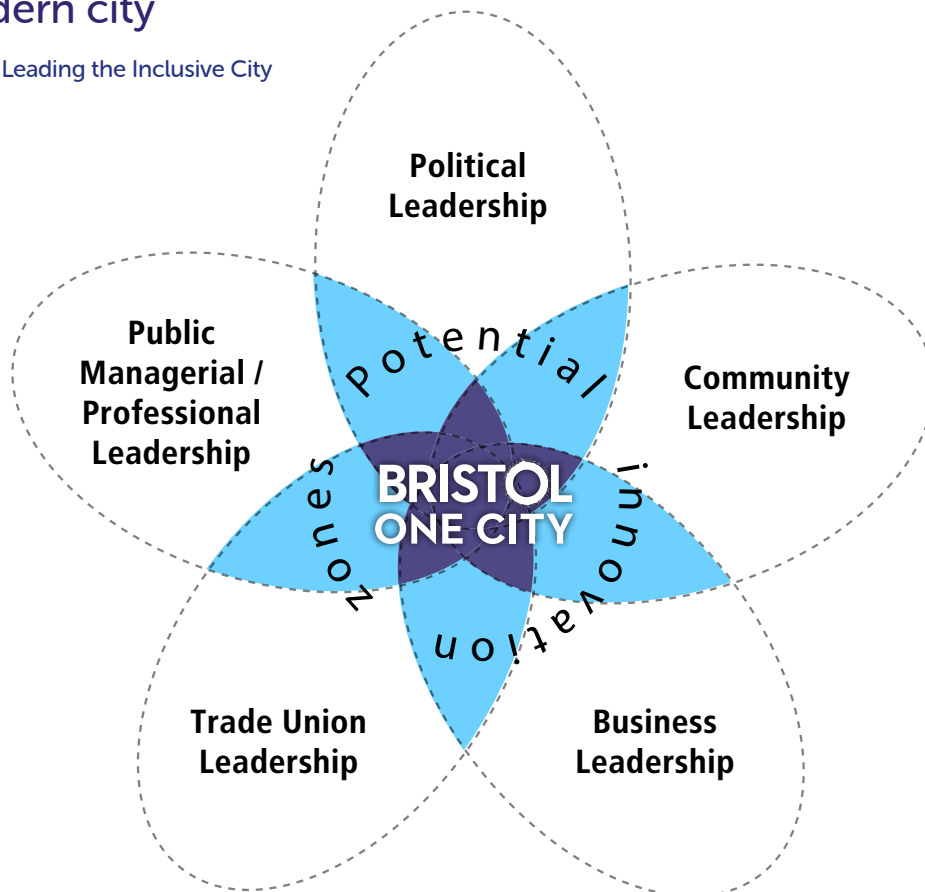 dern city
Leading the Inclusive City
Political
Leadership
Public
Managerial /
Professional
Leadership
Community
Leadership
Potential
innovation
zones
BRISTOL
ONE CITY
Trade Union
Leadership
Business
Leadership